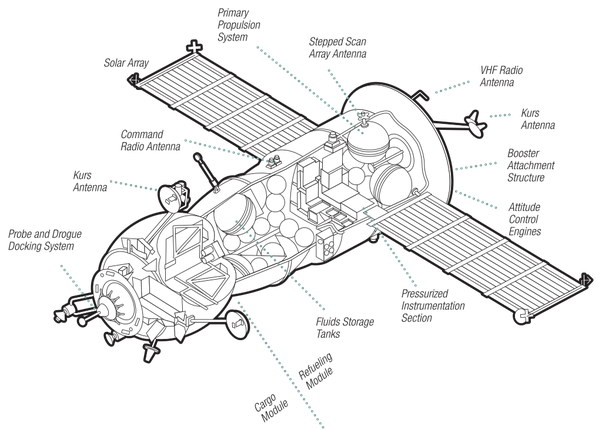 Primary
Propulsion
System
Stepped Scan
Array Antenna
Solar Array
VHF Radio
Antenna
Kurs
Antenna
Command
Radio Antenna
Booster
Attachment
Structure
Kurs
Antenna
Attitude
Control
Engines
Probe and Drogue
Docking System
Pressurized
Instrumentation
Section
Fluids Storage
Tanks
Refueling
Module
Cargo
Module